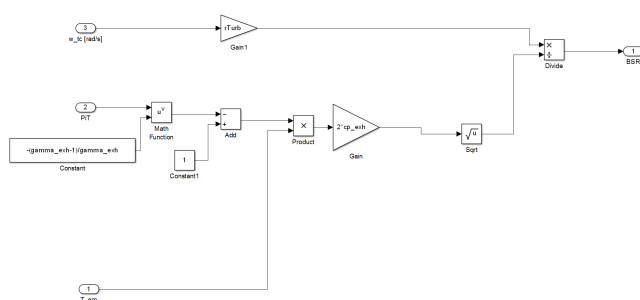 3
w_tc [rad/s]
rTurb
Gain1
×
÷
Divide
1
BSR
2
PiT
u^v
Math
Function
−
+
Add
×
Product
2*cp_exh
Gain
√u
Sqrt
-(gamma_exh-1)/gamma_exh
Constant
1
Constant1
1